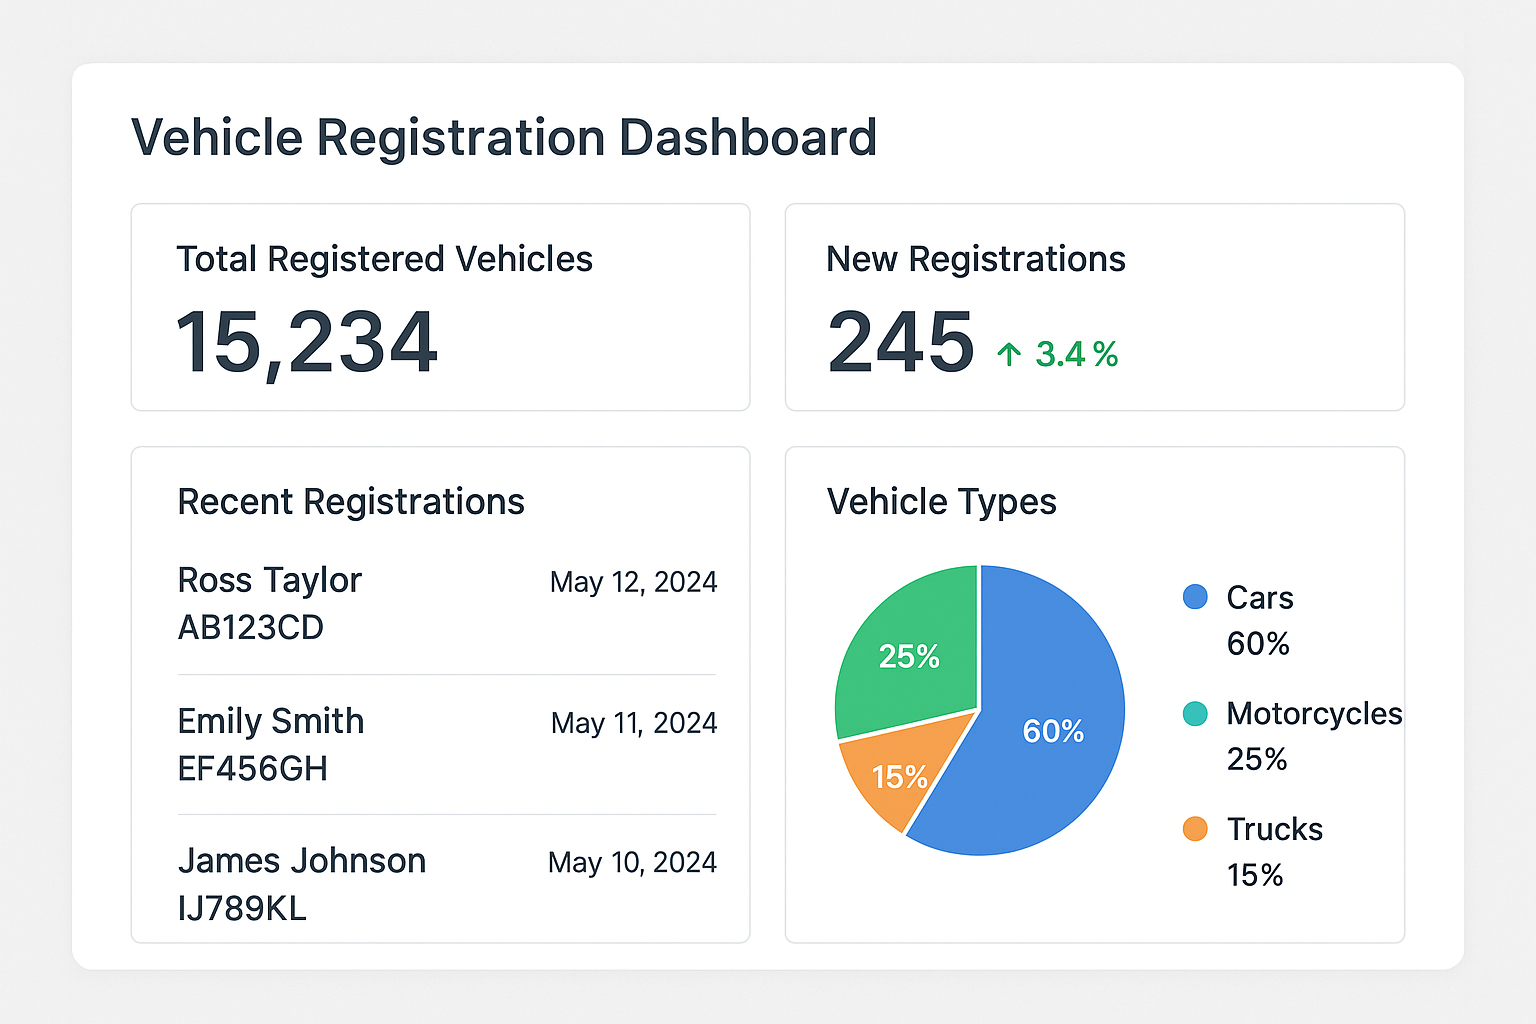 Vehicle Registration Dashboard
Total Registered Vehicles
15,234
New Registrations
245 ↑ 3.4 %
Recent Registrations
Ross Taylor May 12, 2024
AB123CD
Emily Smith May 11, 2024
EF456GH
James Johnson May 10, 2024
IJ789KL
Vehicle Types
25%
60%
15%
Cars
60%
Motorcycles
25%
Trucks
15%